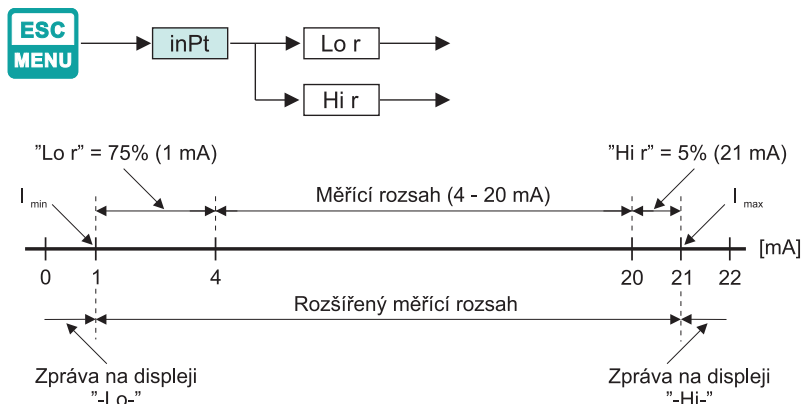 ESC
MENU
inPt
Lo r
Hi r
"Lo r" = 75% (1 mA)
"Hi r" = 5% (21 mA)
I min
Měřící rozsah (4 - 20 mA)
I max
[mA]
0 1 4 20 21 22
Rozšířený měřící rozsah
Zpráva na displeji
"-Lo-"
Zpráva na displeji
"-Hi-"